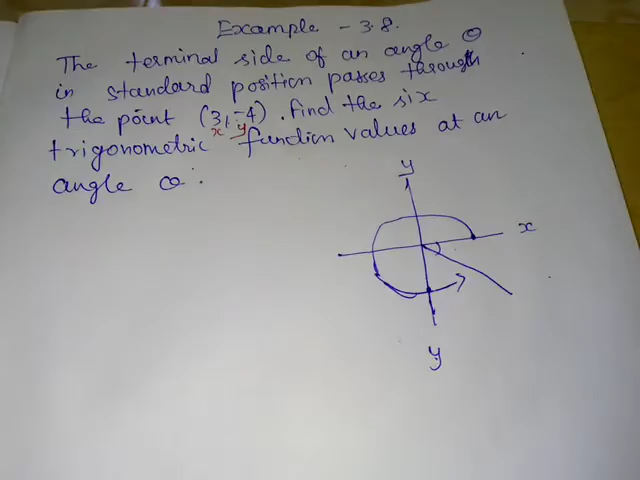 Example - 3.8.
The terminal side of an angle θ
in standard position passes through
the point (3,-4). find the six
x y
trigonometric function values at an
angle θ.
y
x
y